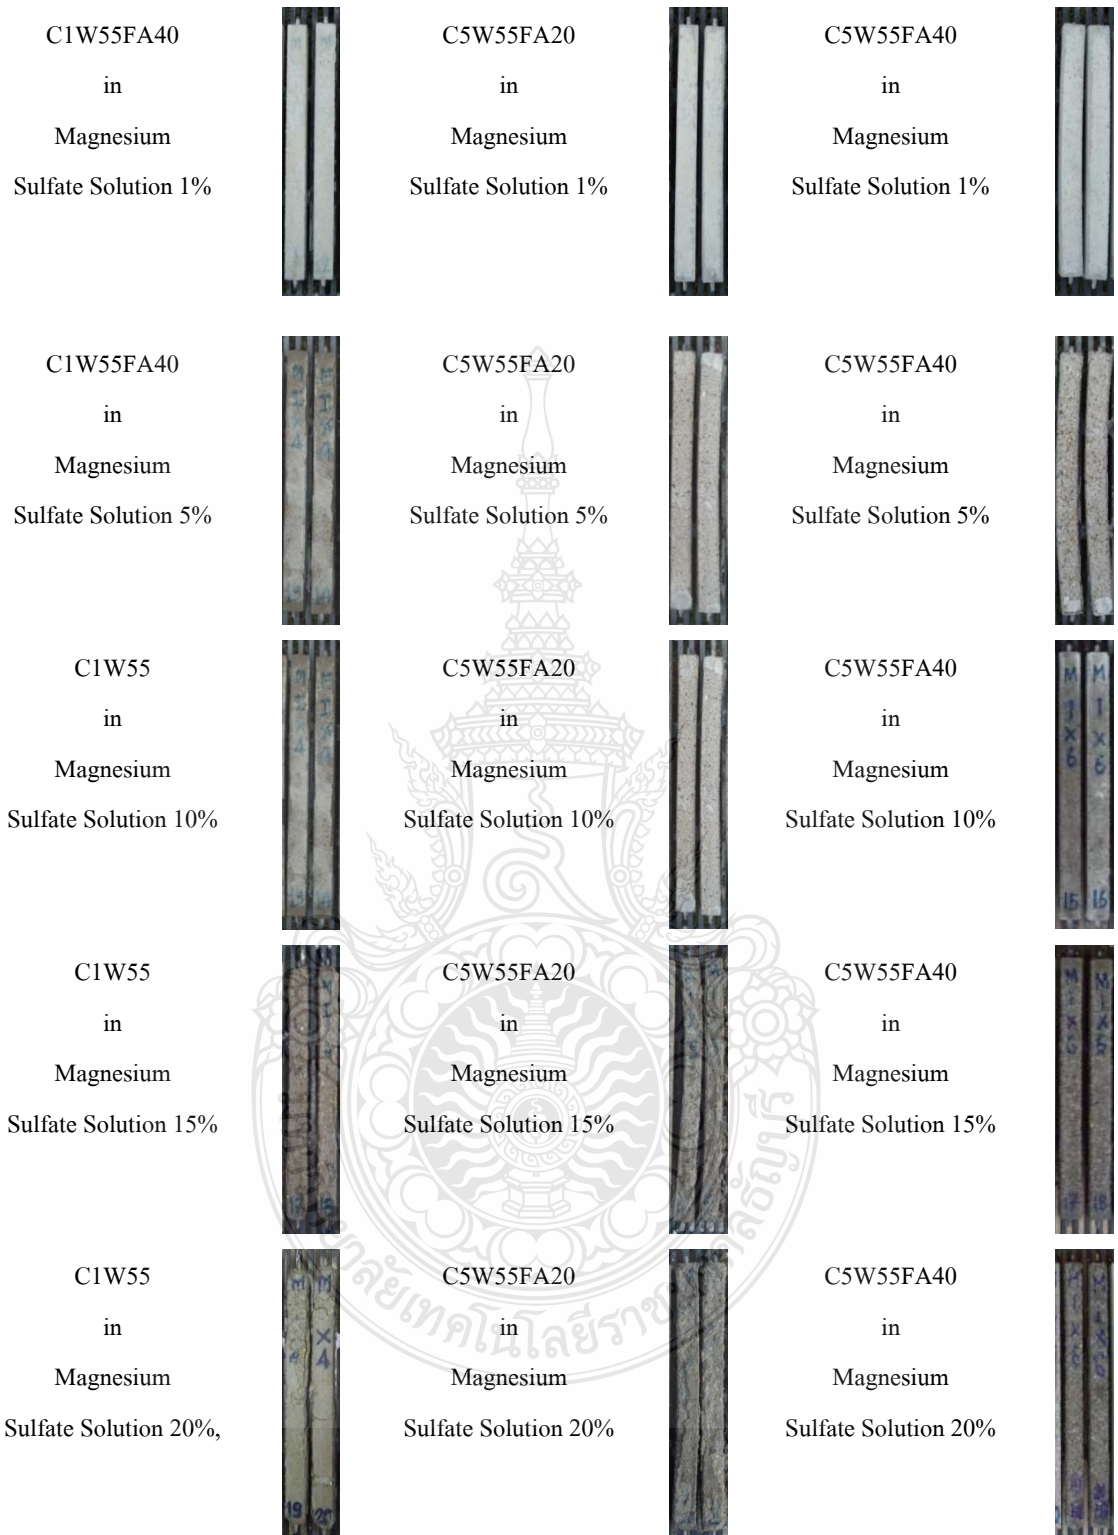 C1W55FA40
in
Magnesium
Sulfate Solution 1%
C5W55FA20
in
Magnesium
Sulfate Solution 1%
C5W55FA40
in
Magnesium
Sulfate Solution 1%
C1W55FA40
in
Magnesium
Sulfate Solution 5%
C5W55FA20
in
Magnesium
Sulfate Solution 5%
C5W55FA40
in
Magnesium
Sulfate Solution 5%
C1W55
in
Magnesium
Sulfate Solution 10%
C5W55FA20
in
Magnesium
Sulfate Solution 10%
C5W55FA40
in
Magnesium
Sulfate Solution 10%
C1W55
in
Magnesium
Sulfate Solution 15%
C5W55FA20
in
Magnesium
Sulfate Solution 15%
C5W55FA40
in
Magnesium
Sulfate Solution 15%
17 18
C1W55
in
Magnesium
Sulfate Solution 20%,
19 20
C5W55FA20
in
Magnesium
Sulfate Solution 20%
C5W55FA40
in
Magnesium
Sulfate Solution 20%